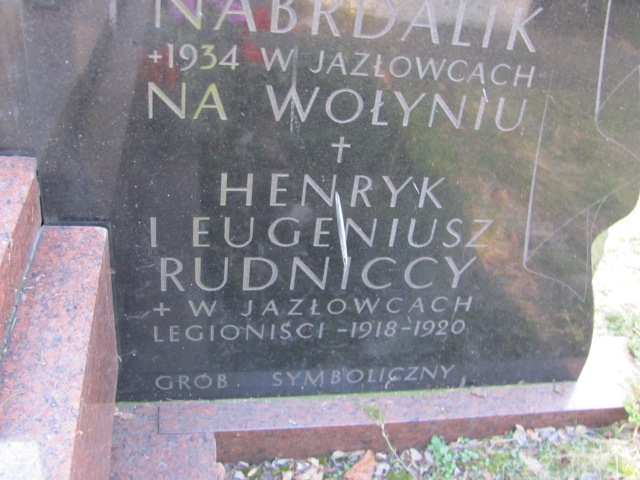 NABRDALIK
+1934 W JAZŁOWCACH
NA WOŁYNIU
HENRYK
I EUGENIUSZ
RUDNICCY
+ W JAZŁOWCACH
LEGIONIŚCI -1918-1920
GRÓB SYMBOLICZNY